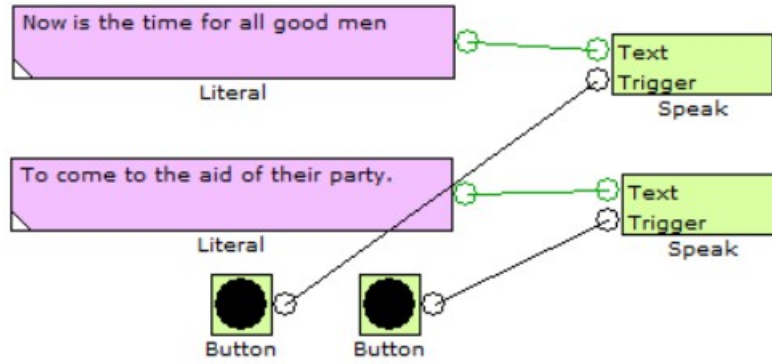 Now is the time for all good men
Literal
Text
Trigger
Speak
To come to the aid of their party.
Literal
Text
Trigger
Speak
Button
Button